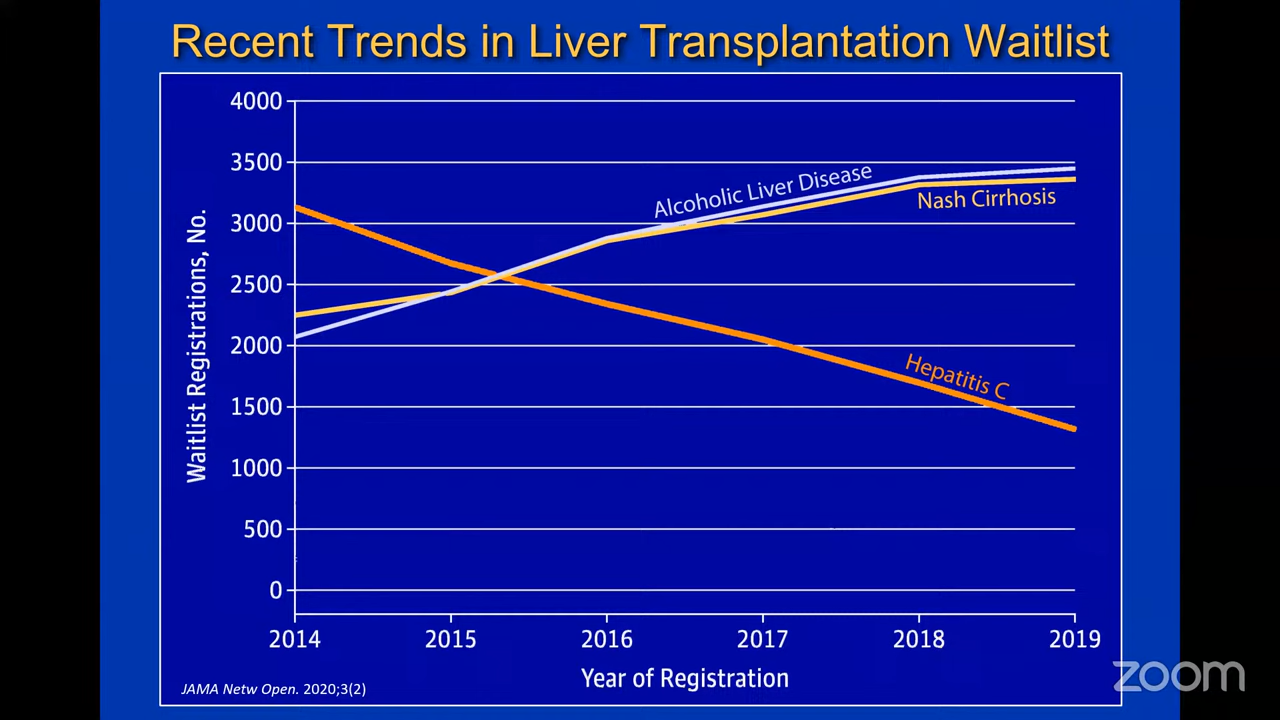 Recent Trends in Liver Transplantation Waitlist
4000
3500
3000
2500
2000
1500
1000
500
0
Waitlist Registrations, No.
Alcoholic Liver Disease
Nash Cirrhosis
Hepatitis C
2014 2015 2016 2017 2018 2019
Year of Registration
JAMA Netw Open. 2020;3(2)
zoom